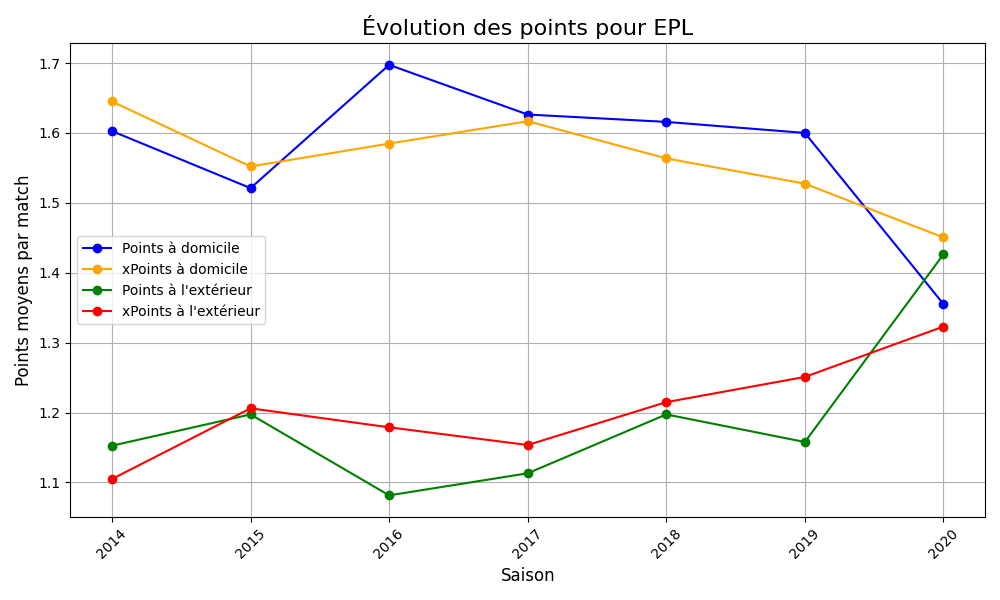 Évolution des points pour EPL
Points moyens par match
1.7
1.6
1.5
1.4
1.3
1.2
1.1
Points à domicile
xPoints à domicile
Points à l'extérieur
xPoints à l'extérieur
2014
2015
2016
2017
2018
2019
2020
Saison